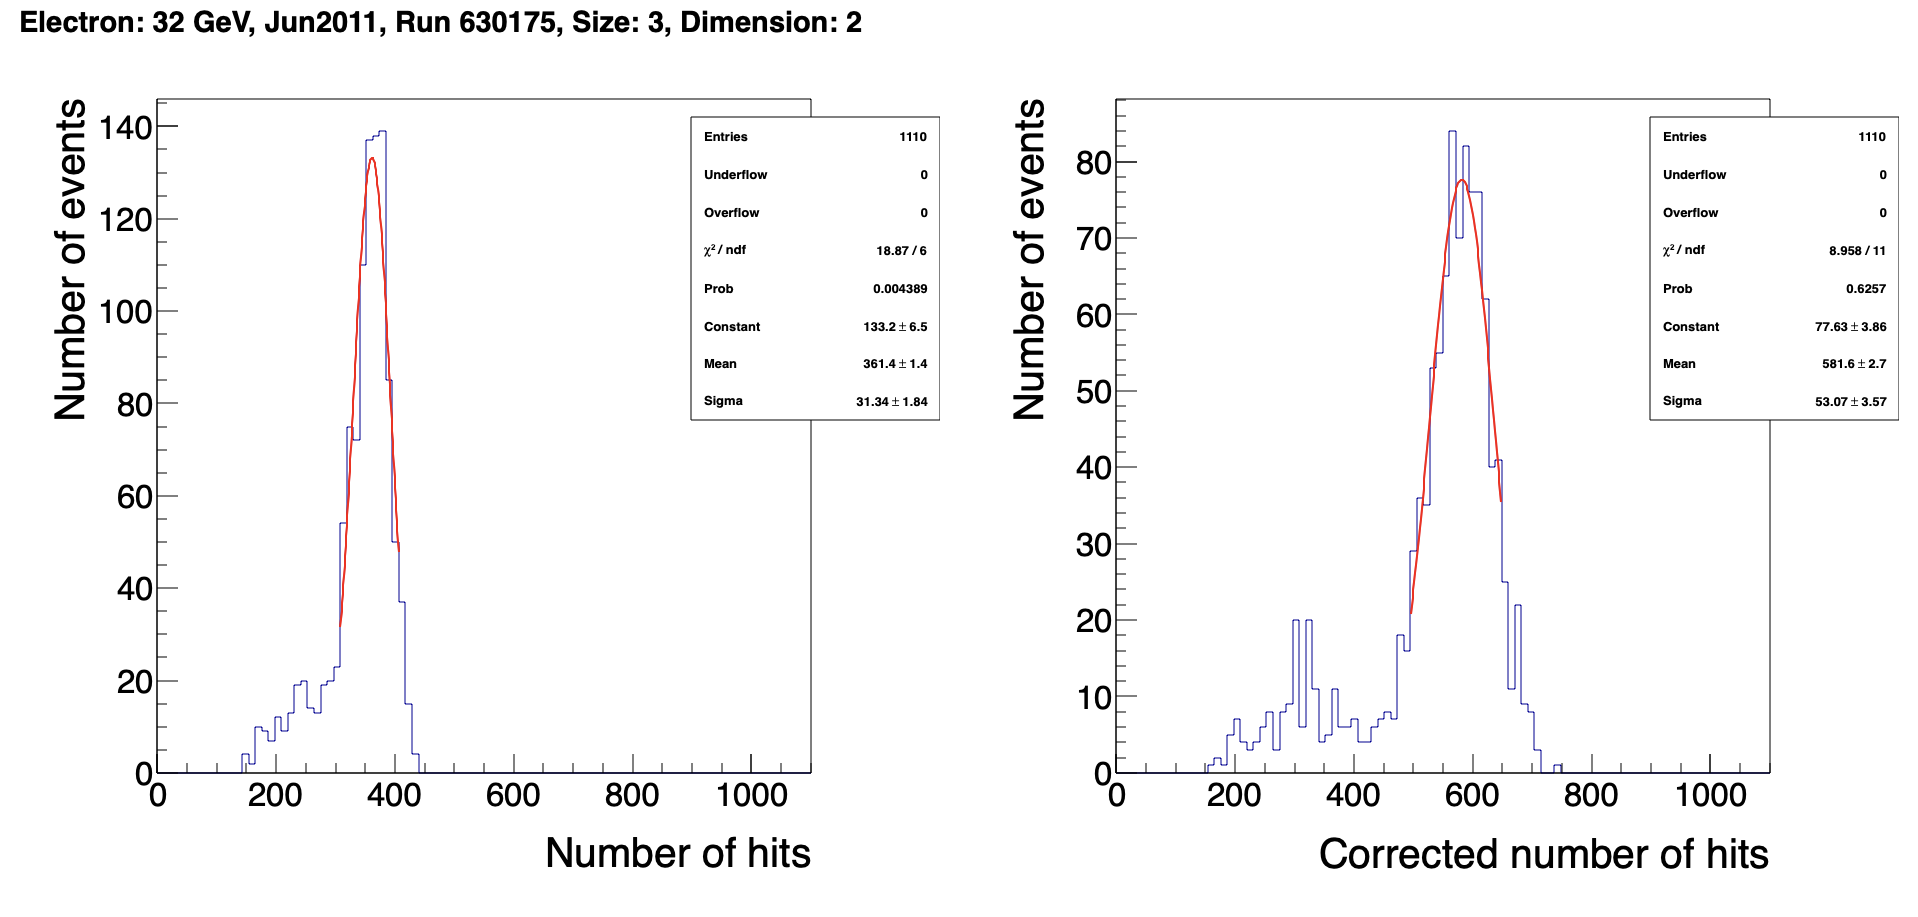 Electron: 32 GeV, Jun2011, Run 630175, Size: 3, Dimension: 2
Number of events
140
120
100
80
60
40
20
0
0 200 400 600 800 1000
Number of hits
Entries 1110
Underflow 0
Overflow 0
χ² / ndf 18.87 / 6
Prob 0.004389
Constant 133.2 ± 6.5
Mean 361.4 ± 1.4
Sigma 31.34 ± 1.84
Number of events
80
70
60
50
40
30
20
10
0
0 200 400 600 800 1000
Corrected number of hits
Entries 1110
Underflow 0
Overflow 0
χ² / ndf 8.958 / 11
Prob 0.6257
Constant 77.63 ± 3.86
Mean 581.6 ± 2.7
Sigma 53.07 ± 3.57